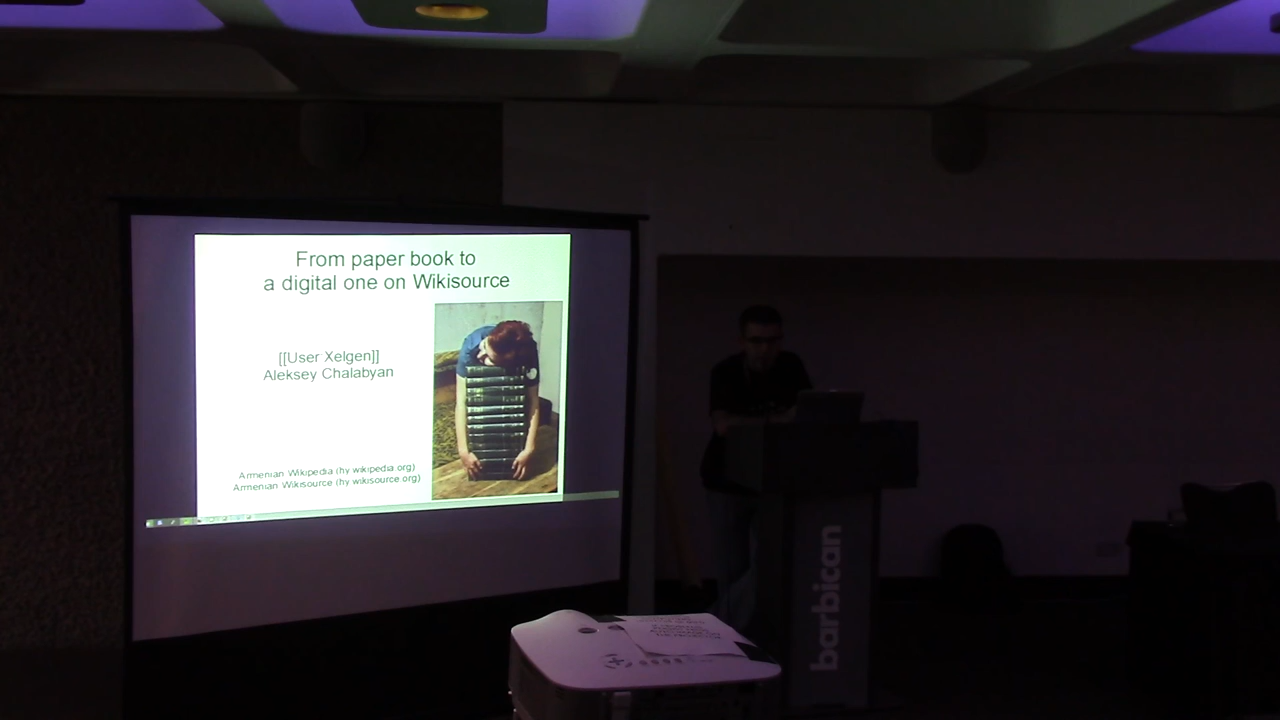 From paper book to
a digital one on Wikisource
[[User Xelgen]]
Aleksey Chalabyan
Armenian Wikipedia (hy wikipedia.org)
Armenian Wikisource (hy wikisource.org)
barbican